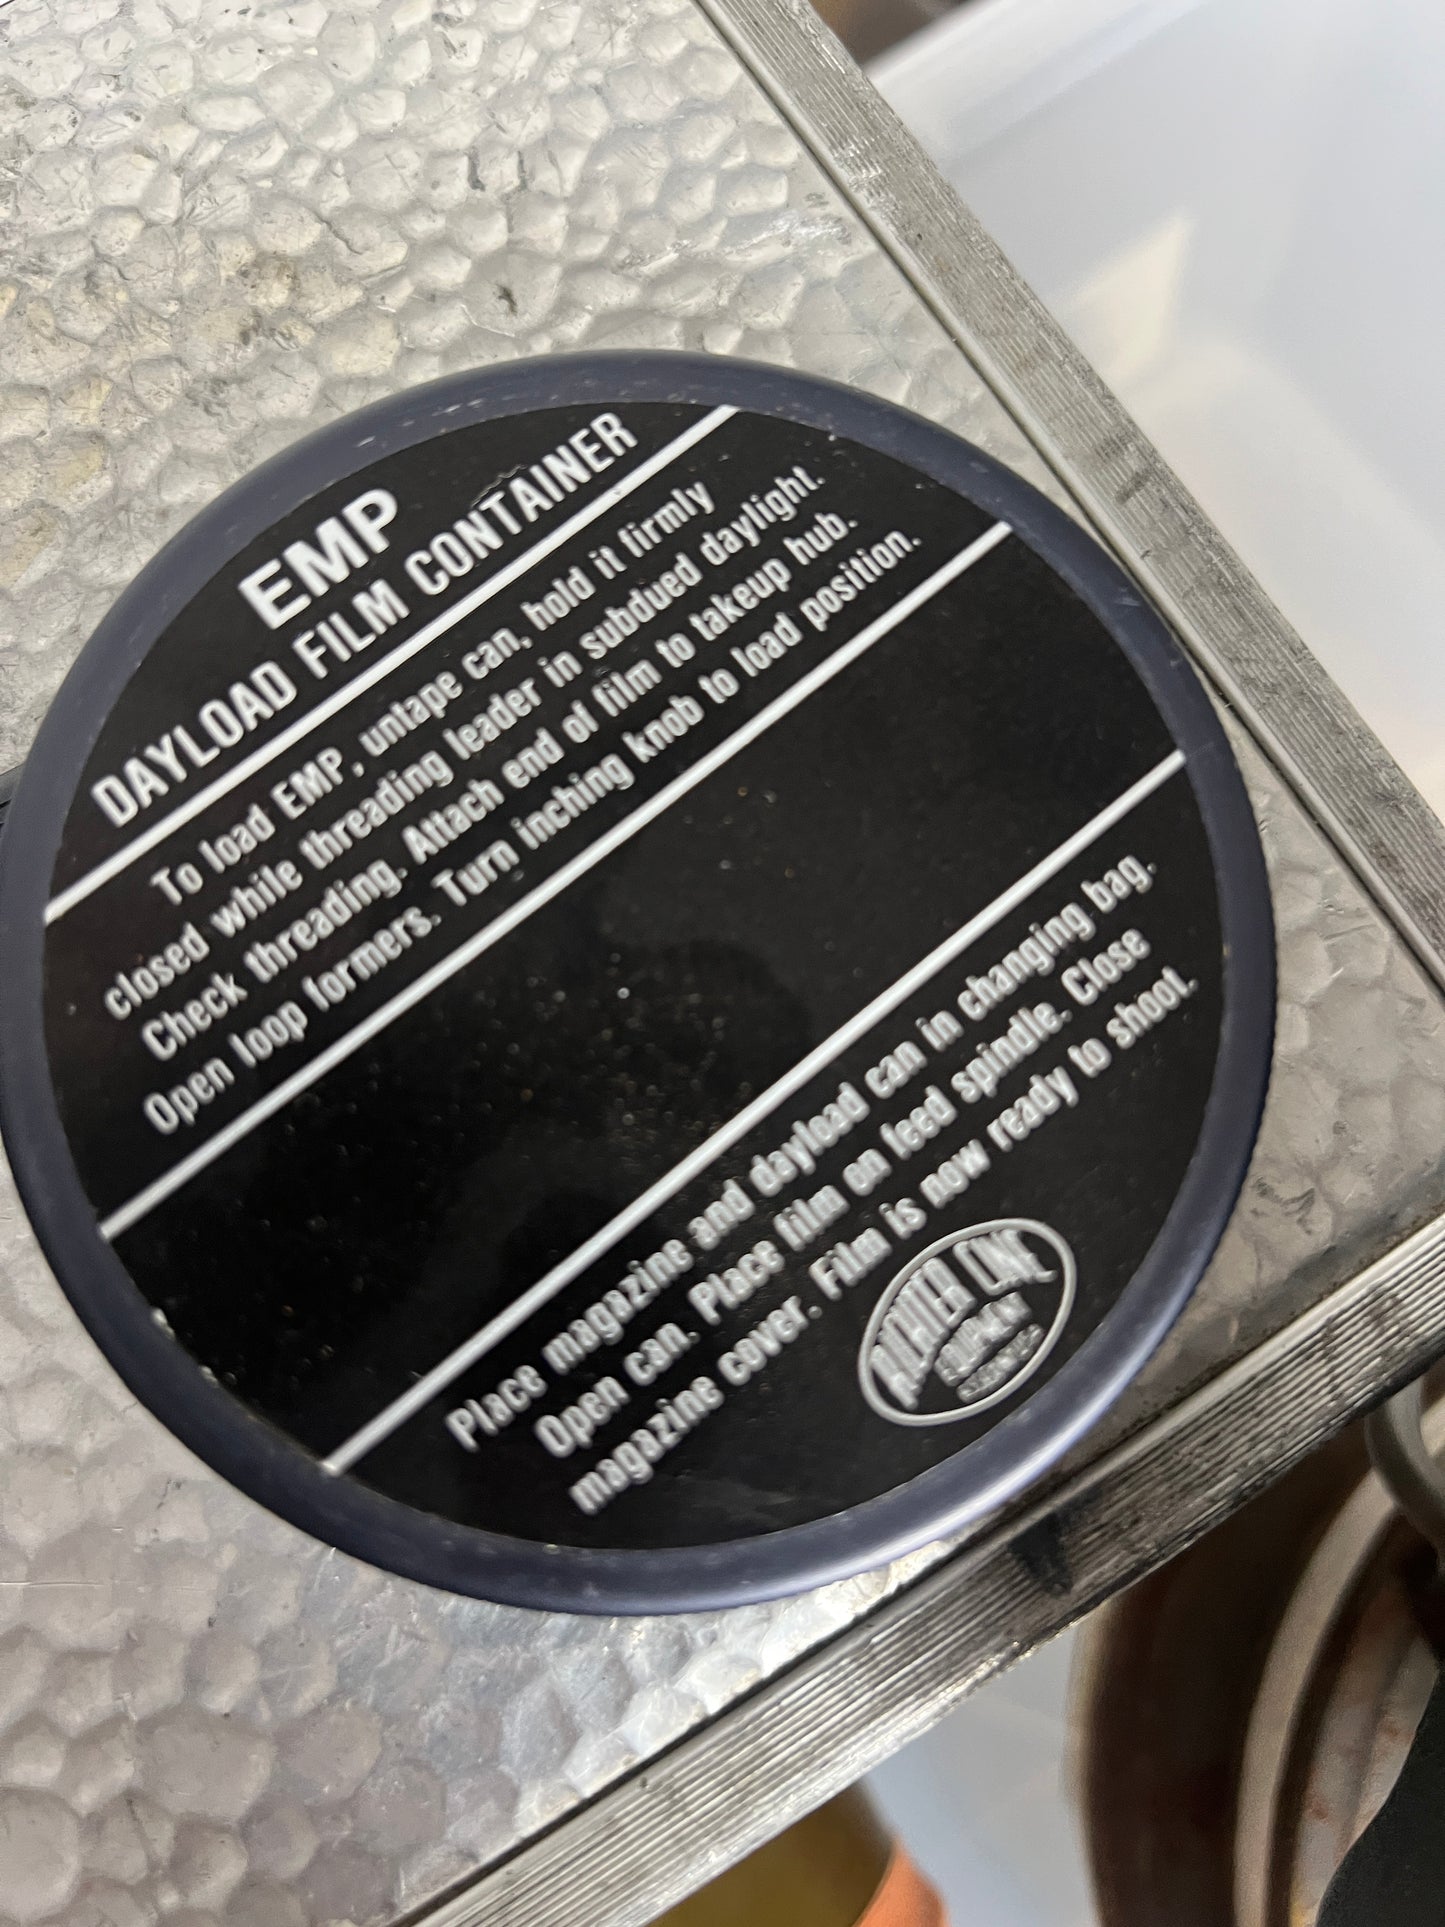 EMP
DAYLOAD FILM CONTAINER
To load EMP, untape can, hold it firmly
closed while threading leader in subdued daylight.
Check threading. Attach end of film to takeup hub.
Open loop formers. Turn inching knob to load position.
Place magazine and dayload can in changing bag.
Open can. Place film on feed spindle. Close
magazine cover. Film is now ready to shoot.